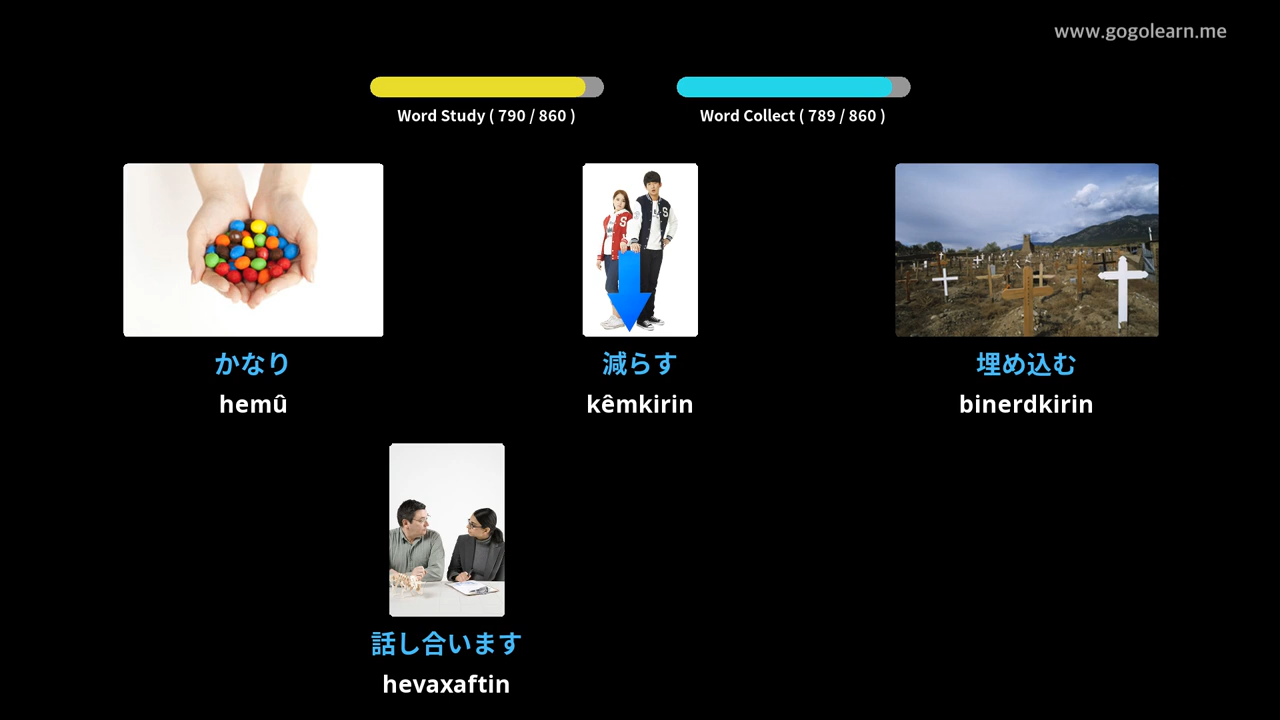 www.gogolearn.me
Word Study ( 790 / 860 )
Word Collect ( 789 / 860 )
かなり
hemû
減らす
kêmkirin
埋め込む
binerdkirin
話し合います
hevaxaftin